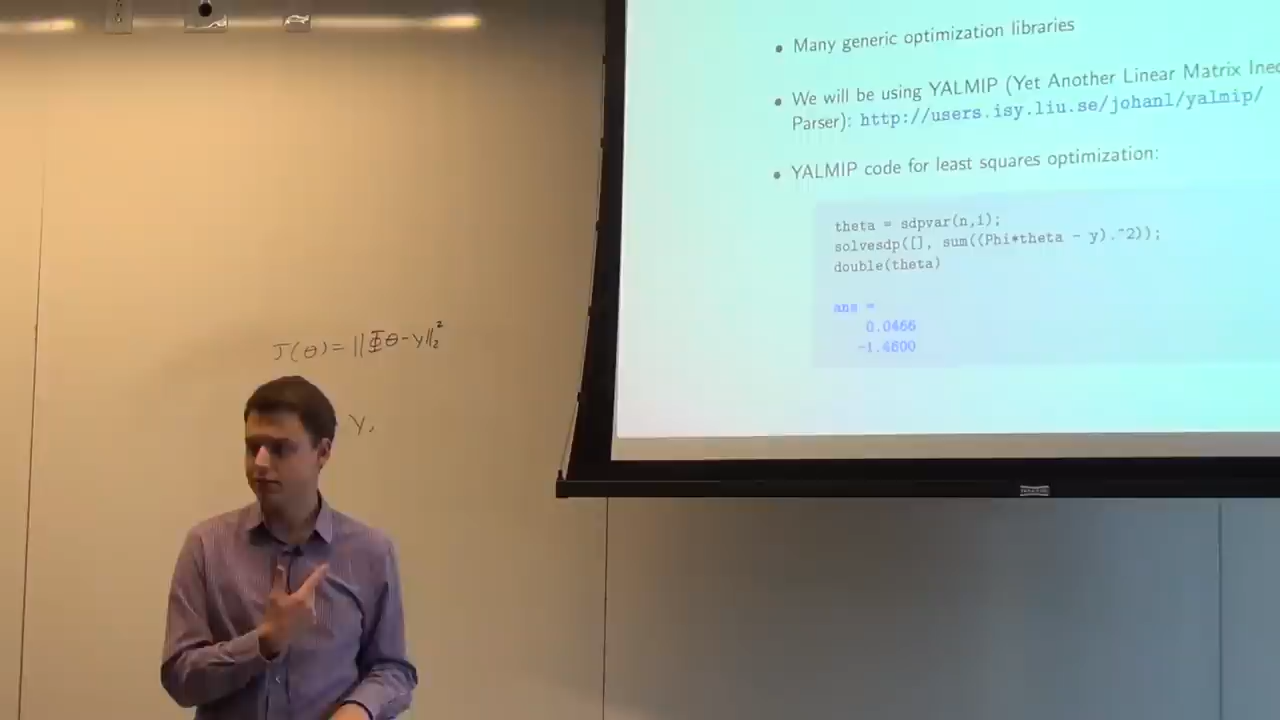 • Many generic optimization libraries
• We will be using YALMIP (Yet Another Linear Matrix
Parser): http://users.isy.liu.se/johanl/yalmip/
• YALMIP code for least squares optimization:
theta = sdpvar(n,1);
solvesdp([], sum((Phi*theta - y).^2));
double(theta)
ans =
0.0466
-1.4600
J(θ)=||Φθ-y||₂²
y,